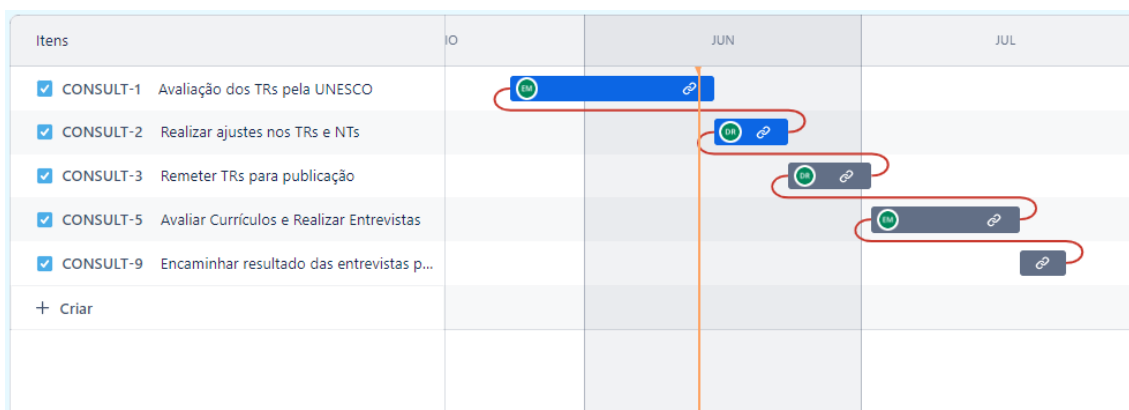 Itens IO JUN JUL
CONSULT-1 Avaliação dos TRs pela UNESCO EM
CONSULT-2 Realizar ajustes nos TRs e NTs DR
CONSULT-3 Remeter TRs para publicação DR
CONSULT-5 Avaliar Currículos e Realizar Entrevistas EM
CONSULT-9 Encaminhar resultado das entrevistas p...
+ Criar